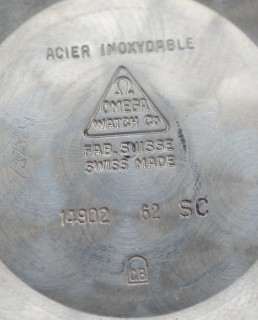 ACIER INOXYDABLE
Ω
OMEGA
WATCH Co
FAB. SUISSE
SWISS MADE
14902 62 SC
CB